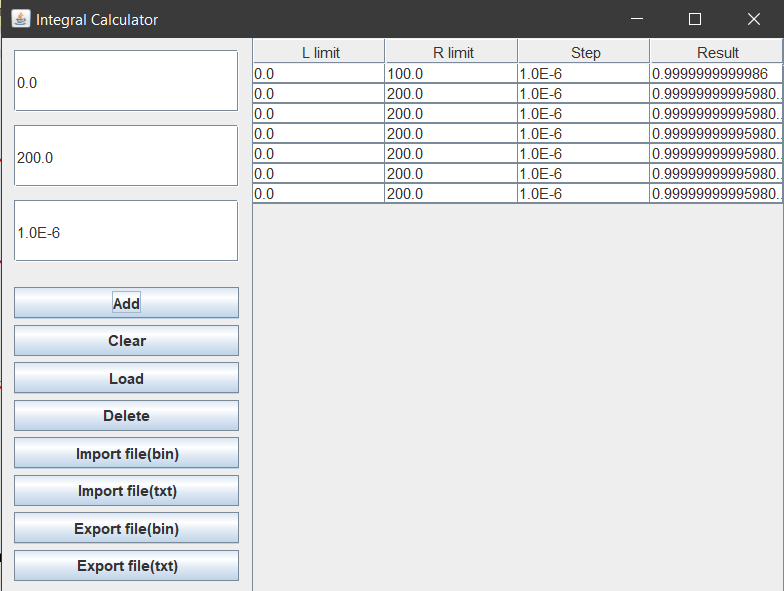 Integral Calculator
0.0
200.0
1.0E-6
Add
Clear
Load
Delete
Import file(bin)
Import file(txt)
Export file(bin)
Export file(txt)
L limit R limit Step Result
0.0 100.0 1.0E-6 0.9999999999986
0.0 200.0 1.0E-6 0.99999999995980...
0.0 200.0 1.0E-6 0.99999999995980...
0.0 200.0 1.0E-6 0.99999999995980...
0.0 200.0 1.0E-6 0.99999999995980...
0.0 200.0 1.0E-6 0.99999999995980...
0.0 200.0 1.0E-6 0.99999999995980...